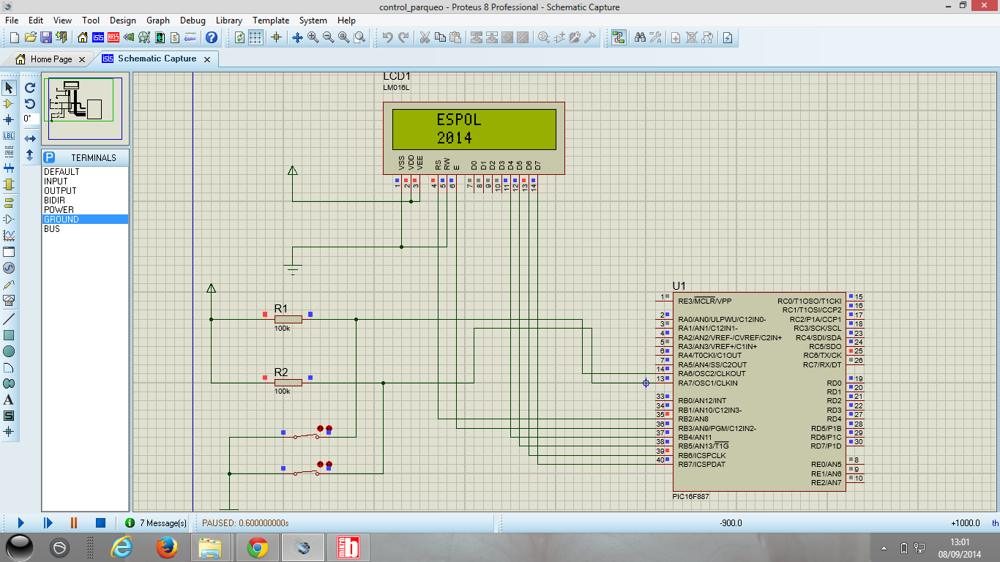 control_parqueo - Proteus 8 Professional - Schematic Capture
File Edit View Tool Design Graph Debug Library Template System Help
Home Page
Schematic Capture
0°
LBL
TERMINALS
DEFAULT
INPUT
OUTPUT
BIDIR
POWER
GROUND
BUS
LCD1
LM016L
ESPOL
2014
VSS VDD VEE RS RW E D0 D1 D2 D3 D4 D5 D6 D7
1 2 3 4 5 6 7 8 9 10 11 12 13 14
R1
100k
R2
100k
U1
1 RE3/MCLR/VPP RC0/T1OSO/T1CKI 15
RC1/T1OSI/CCP2 16
2 RA0/AN0/ULPWU/C12IN0- RC2/P1A/CCP1 17
3 RA1/AN1/C12IN1- RC3/SCK/SCL 18
4 RA2/AN2/VREF-/CVREF/C2IN+ RC4/SDI/SDA 23
5 RA3/AN3/VREF+/C1IN+ RC5/SDO 24
6 RA4/T0CKI/C1OUT RC6/TX/CK 25
7 RA5/AN4/SS/C2OUT RC7/RX/DT 26
14 RA6/OSC2/CLKOUT
13 RA7/OSC1/CLKIN RD0 19
RD1 20
33 RB0/AN12/INT RD2 21
34 RB1/AN10/C12IN3- RD3 22
35 RB2/AN8 RD4 27
36 RB3/AN9/PGM/C12IN2- RD5/P1B 28
37 RB4/AN11 RD6/P1C 29
38 RB5/AN13/T1G RD7/P1D 30
39 RB6/ICSPCLK
40 RB7/ICSPDAT RE0/AN5 8
RE1/AN6 9
RE2/AN7 10
PIC16F887
7 Message(s)
PAUSED: 0.600000000s
-900.0
+1000.0 th
13:01
08/09/2014